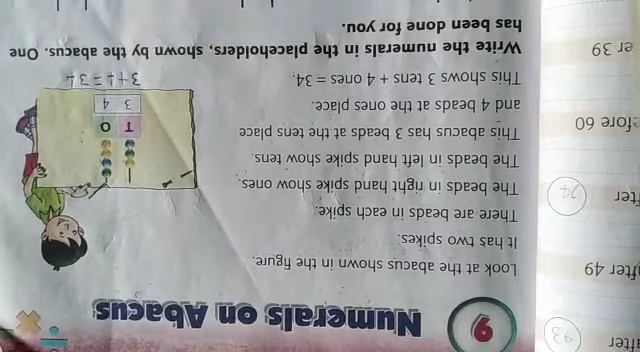 after 93
9 Numerals on Abacus
after 49
Look at the abacus shown in the figure.
It has two spikes.
There are beads in each spike.
The beads in right hand spike show ones.
The beads in left hand spike show tens.
This abacus has 3 beads at the tens place
and 4 beads at the ones place.
This shows 3 tens + 4 ones = 34.
T O
3 4
3+4=34
after 74
efore 60
er 39
Write the numerals in the placeholders, shown by the abacus. One
has been done for you.